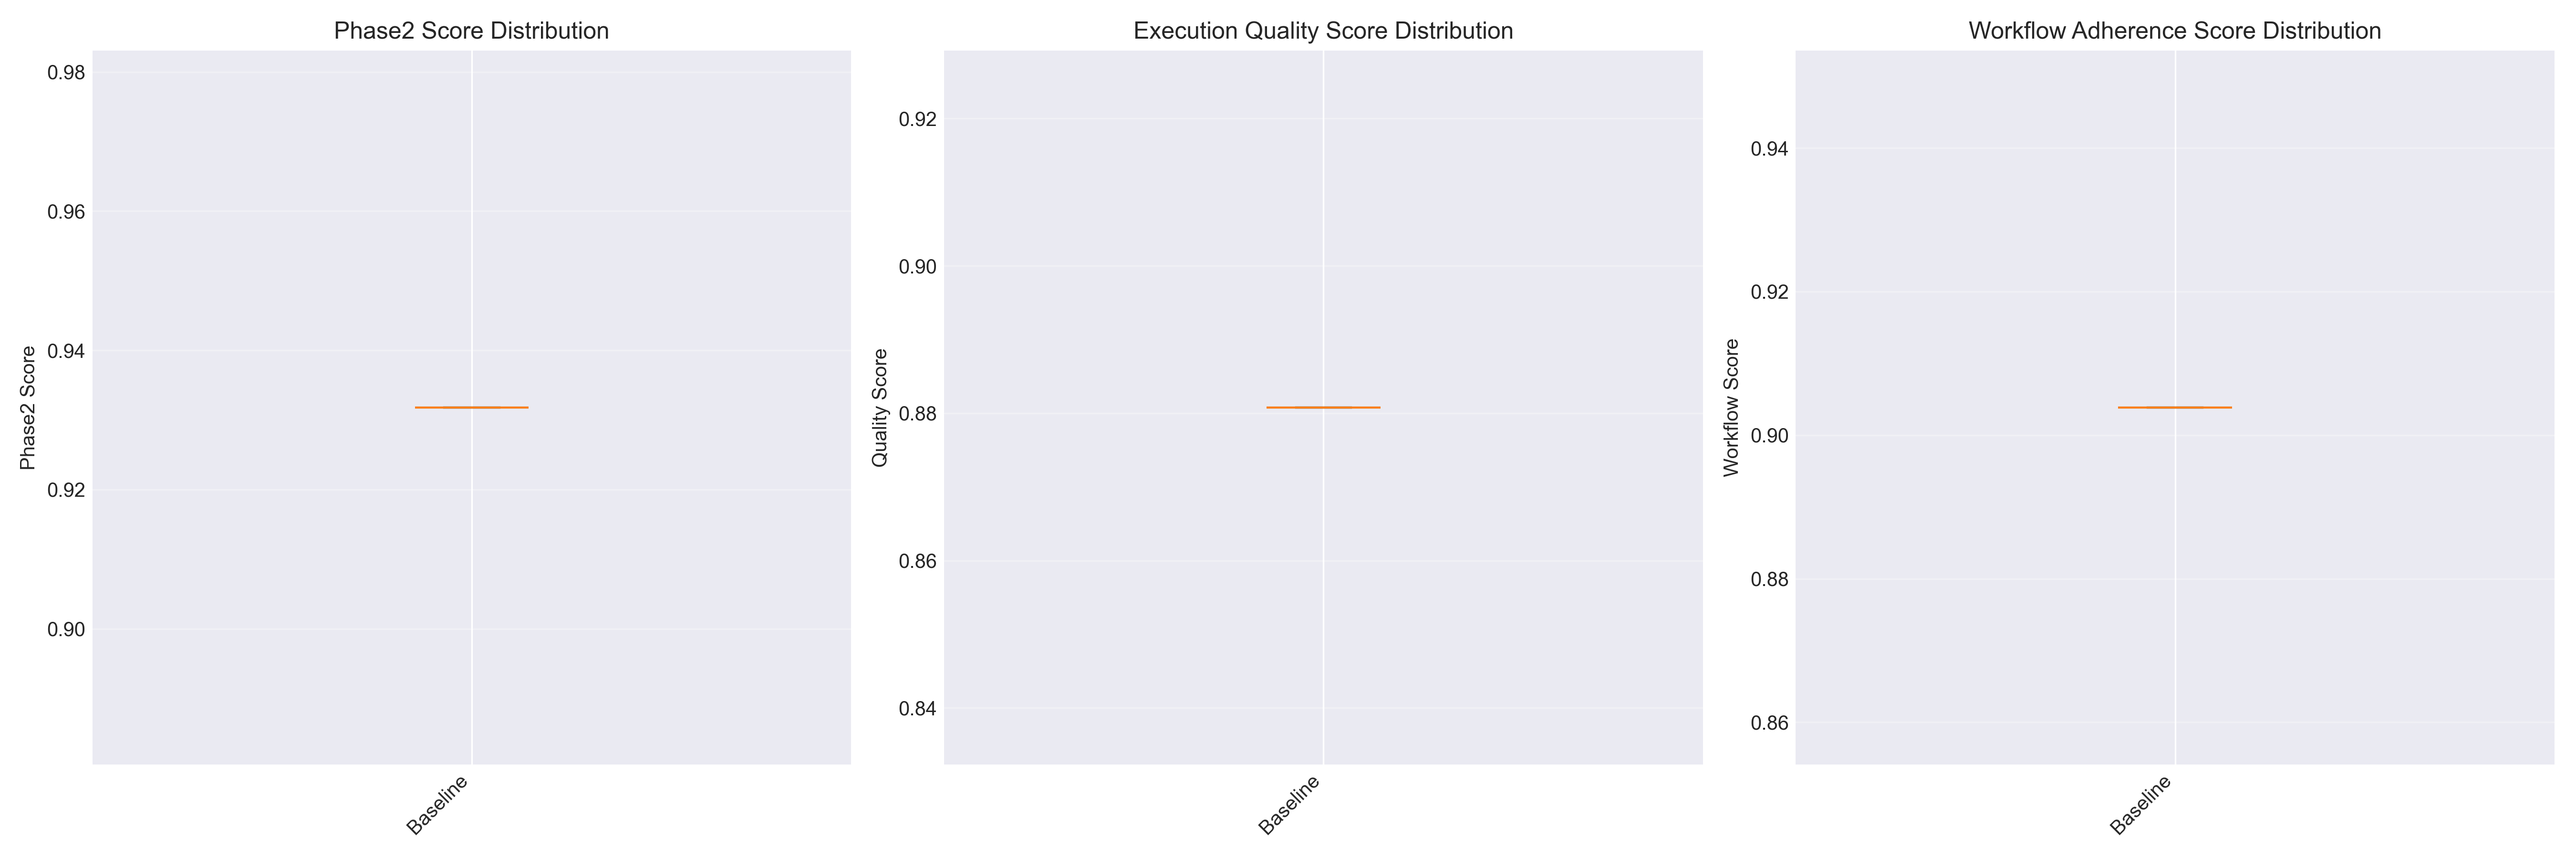 Phase2 Score Distribution
Phase2 Score
0.98
0.96
0.94
0.92
0.90
Baseline
Execution Quality Score Distribution
Quality Score
0.92
0.90
0.88
0.86
0.84
Baseline
Workflow Adherence Score Distribution
Workflow Score
0.94
0.92
0.90
0.88
0.86
Baseline